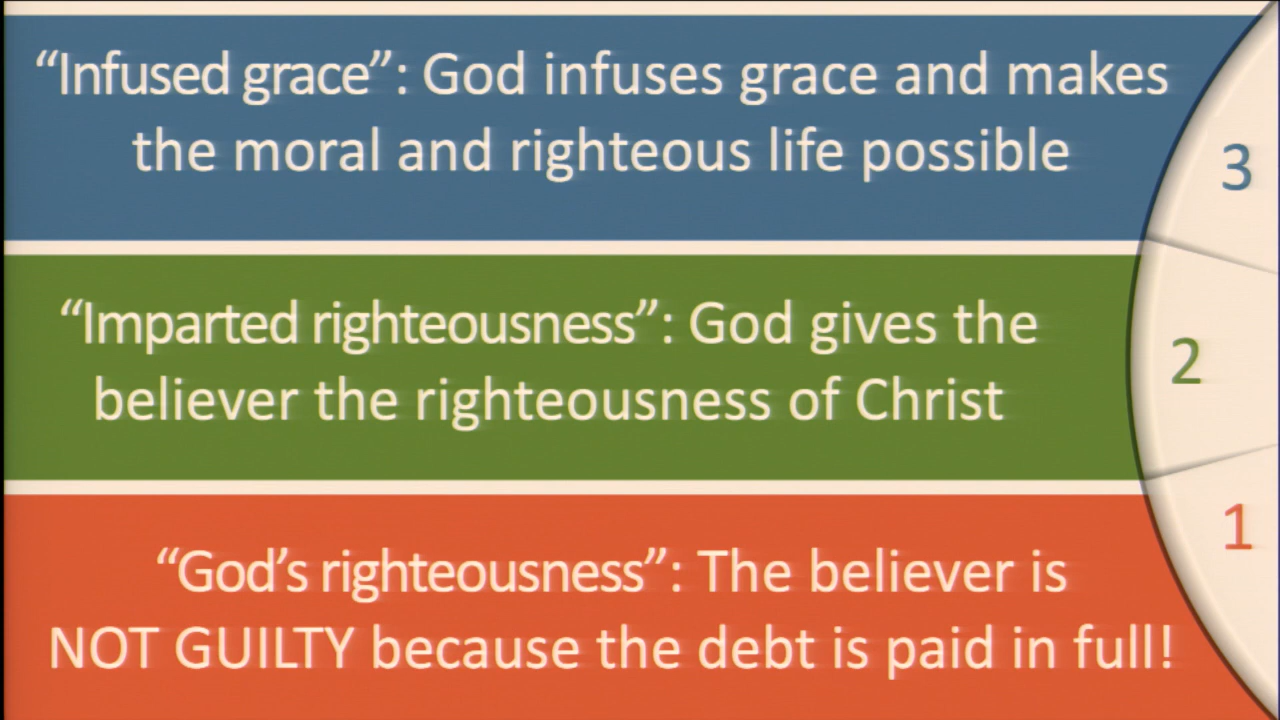 “Infused grace”: God infuses grace and makes
the moral and righteous life possible
3
“Imparted righteousness”: God gives the
believer the righteousness of Christ
2
“God’s righteousness”: The believer is
NOT GUILTY because the debt is paid in full!
1